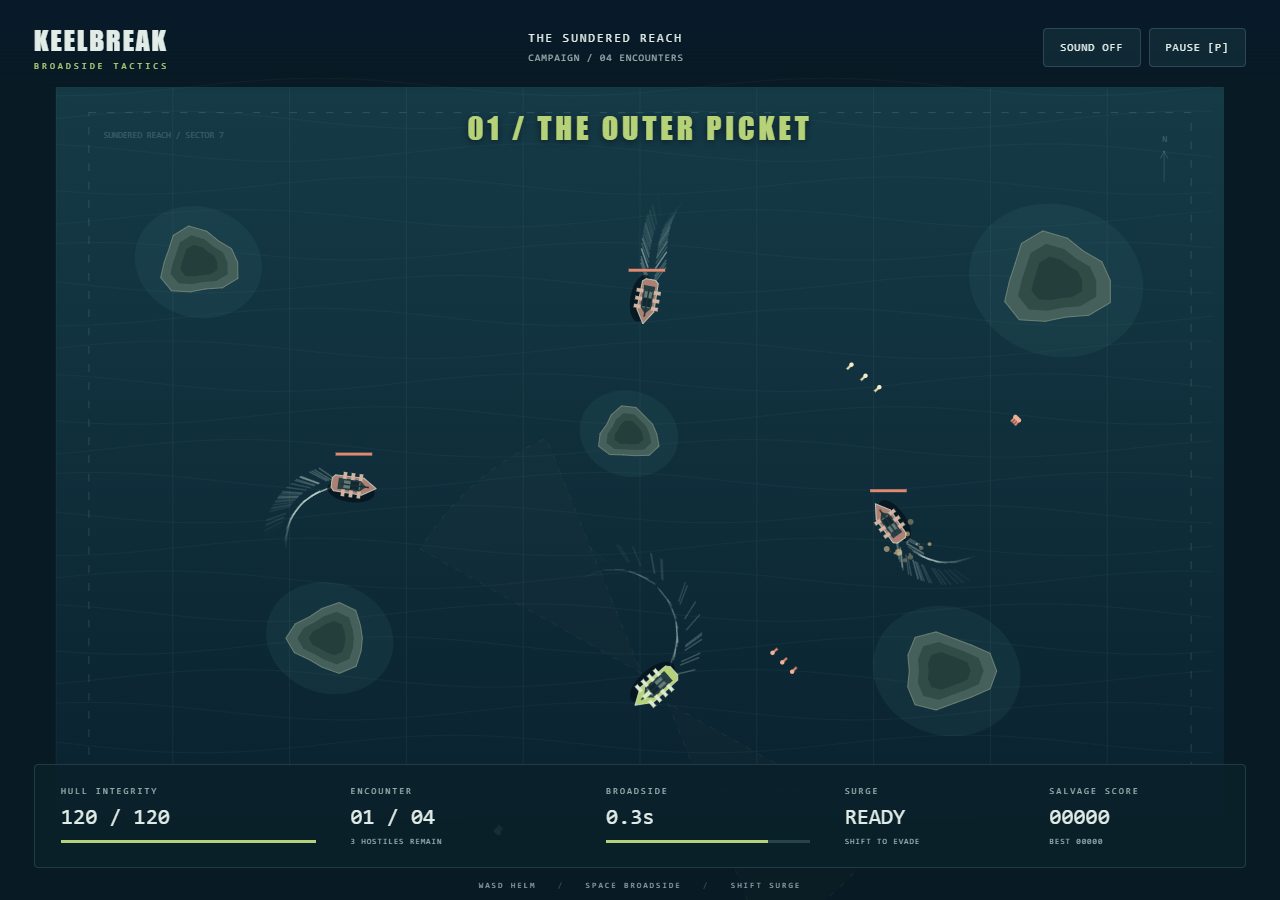 KEELBREAK
BROADSIDE TACTICS
THE SUNDERED REACH
CAMPAIGN / 04 ENCOUNTERS
SOUND OFF
PAUSE [P]
01 / THE OUTER PICKET
SUNDERED REACH / SECTOR 7
N
HULL INTEGRITY
120 / 120
ENCOUNTER
01 / 04
3 HOSTILES REMAIN
BROADSIDE
0.3s
SURGE
READY
SHIFT TO EVADE
SALVAGE SCORE
00000
BEST 00000
WASD HELM / SPACE BROADSIDE / SHIFT SURGE